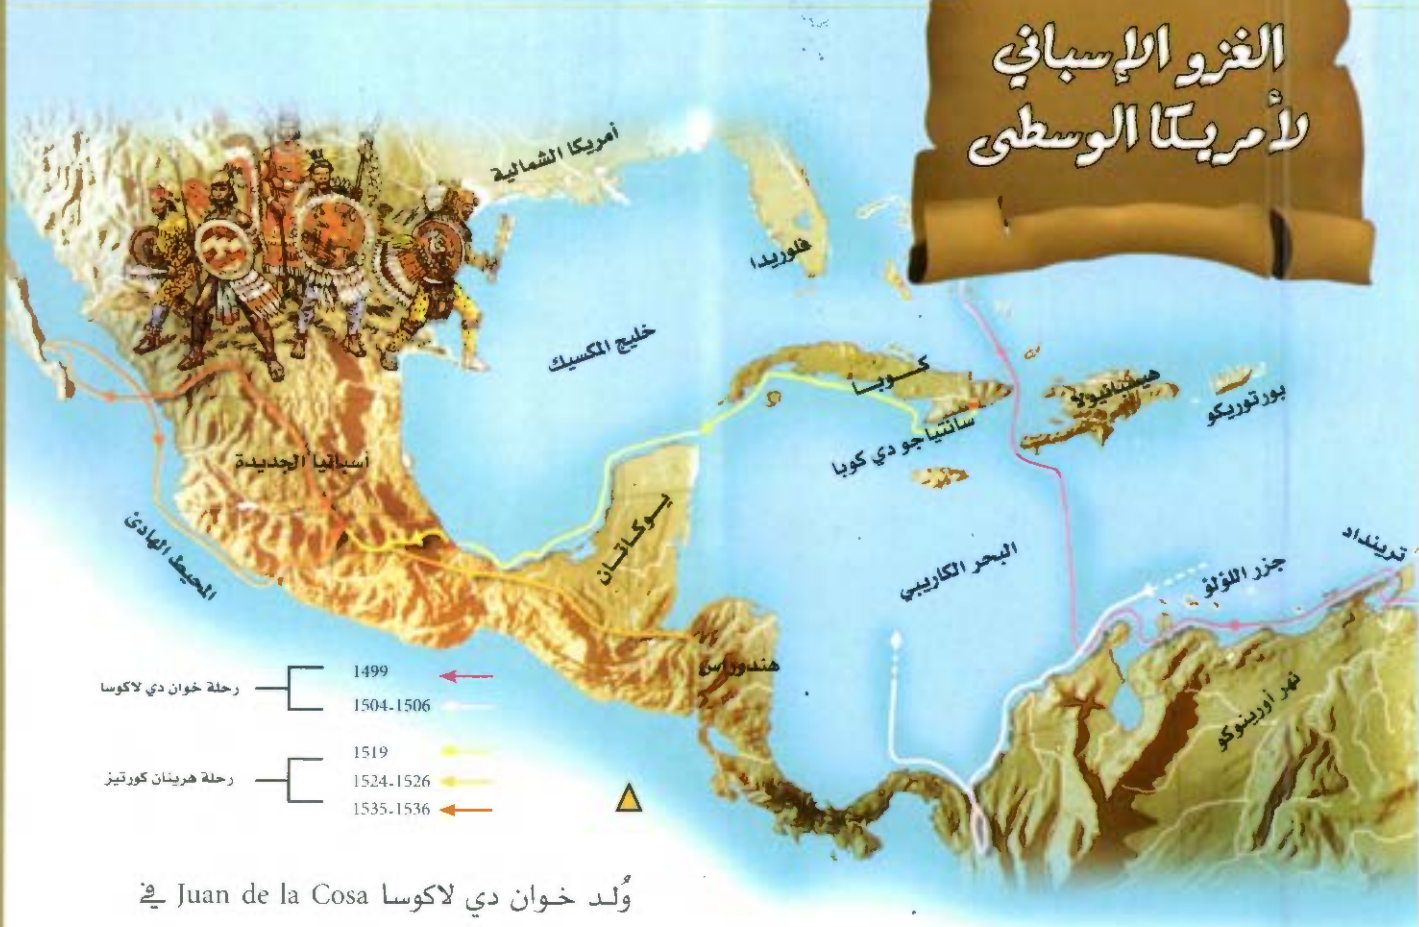 الغزو الإسباني
لأمريكا الوسطى
أمريكا الشمالية
فلوريدا
خليج المكسيك
كوبا
هيسبانيولا
بورتوريكو
سانتياجو دي كوبا
أسبانيا الجديدة
يوكاتان
المحيط الهادئ
البحر الكاريبي
جزر اللؤلؤ
ترينداد
هندوراس
نهر أورينوكو
رحلة خوان دي لاكوسا
1499
1504-1506
رحلة هرينان كورتيز
1519
1524-1526
1535-1536
وُلد خوان دي لاكوسا Juan de la Cosa في